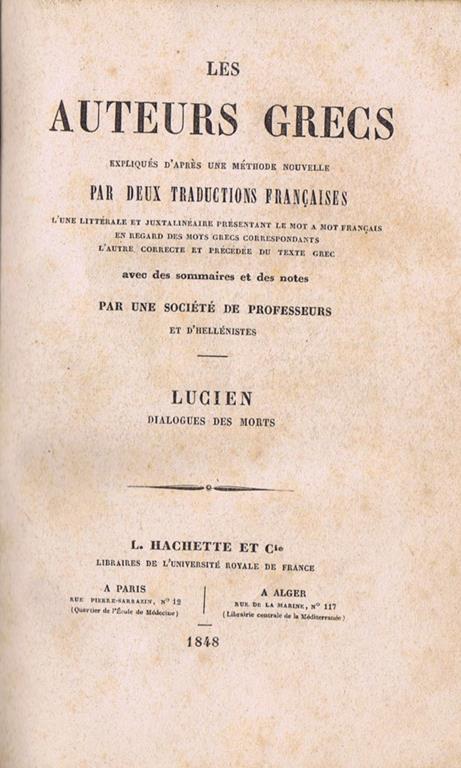 LES
AUTEURS GRECS
EXPLIQUÉS D'APRÈS UNE MÉTHODE NOUVELLE
PAR DEUX TRADUCTIONS FRANÇAISES
L'UNE LITTÉRALE ET JUXTALINÉAIRE PRÉSENTANT LE MOT A MOT FRANÇAIS
EN REGARD DES MOTS GRECS CORRESPONDANTS
L'AUTRE CORRECTE ET PRÉCÉDÉE DU TEXTE GREC
avec des sommaires et des notes
PAR UNE SOCIÉTÉ DE PROFESSEURS
ET D'HELLÉNISTES
LUCIEN
DIALOGUES DES MORTS
L. HACHETTE ET Cie
LIBRAIRES DE L'UNIVERSITÉ ROYALE DE FRANCE
A PARIS
RUE PIERRE-SARRAZIN, N° 12
(Quartier de l'École de Médecine)
A ALGER
RUE DE LA MARINE, N° 117
(Librairie centrale de la Méditerranée)
1848